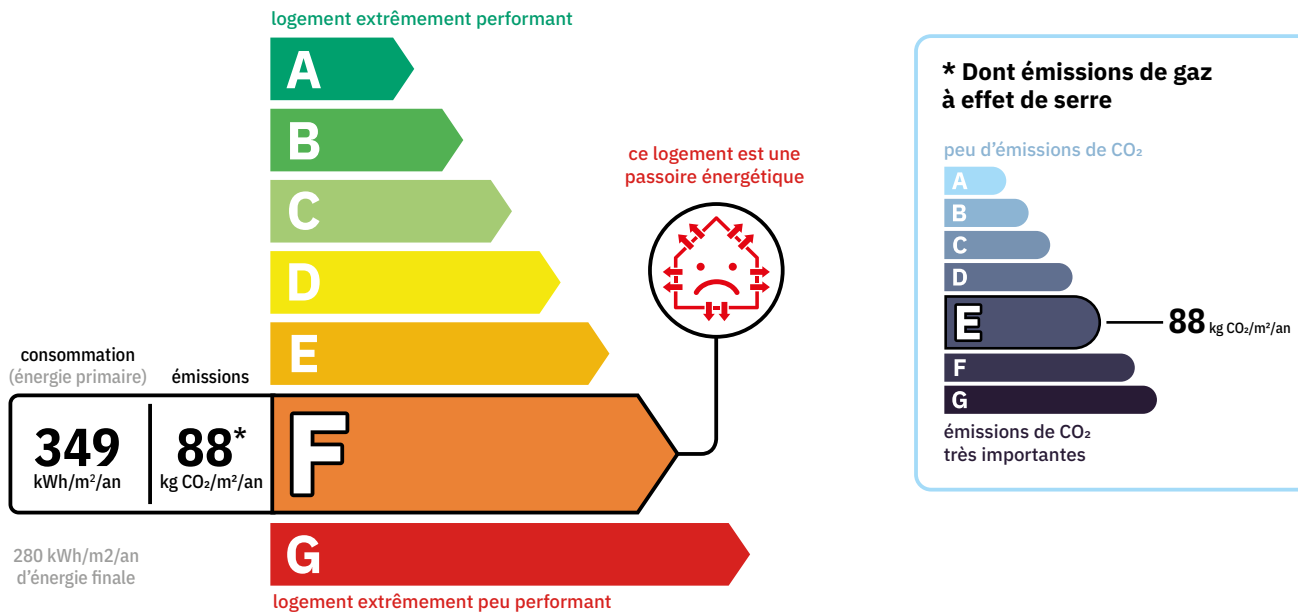 logement extrêmement performant
A
B
C
D
E
consommation
(énergie primaire)
émissions
349
kWh/m²/an
88*
kg CO₂/m²/an
F
280 kWh/m2/an
d'énergie finale
G
logement extrêmement peu performant
ce logement est une
passoire énergétique
* Dont émissions de gaz
à effet de serre
peu d'émissions de CO₂
A
B
C
D
E
88 kg CO₂/m²/an
F
G
émissions de CO₂
très importantes